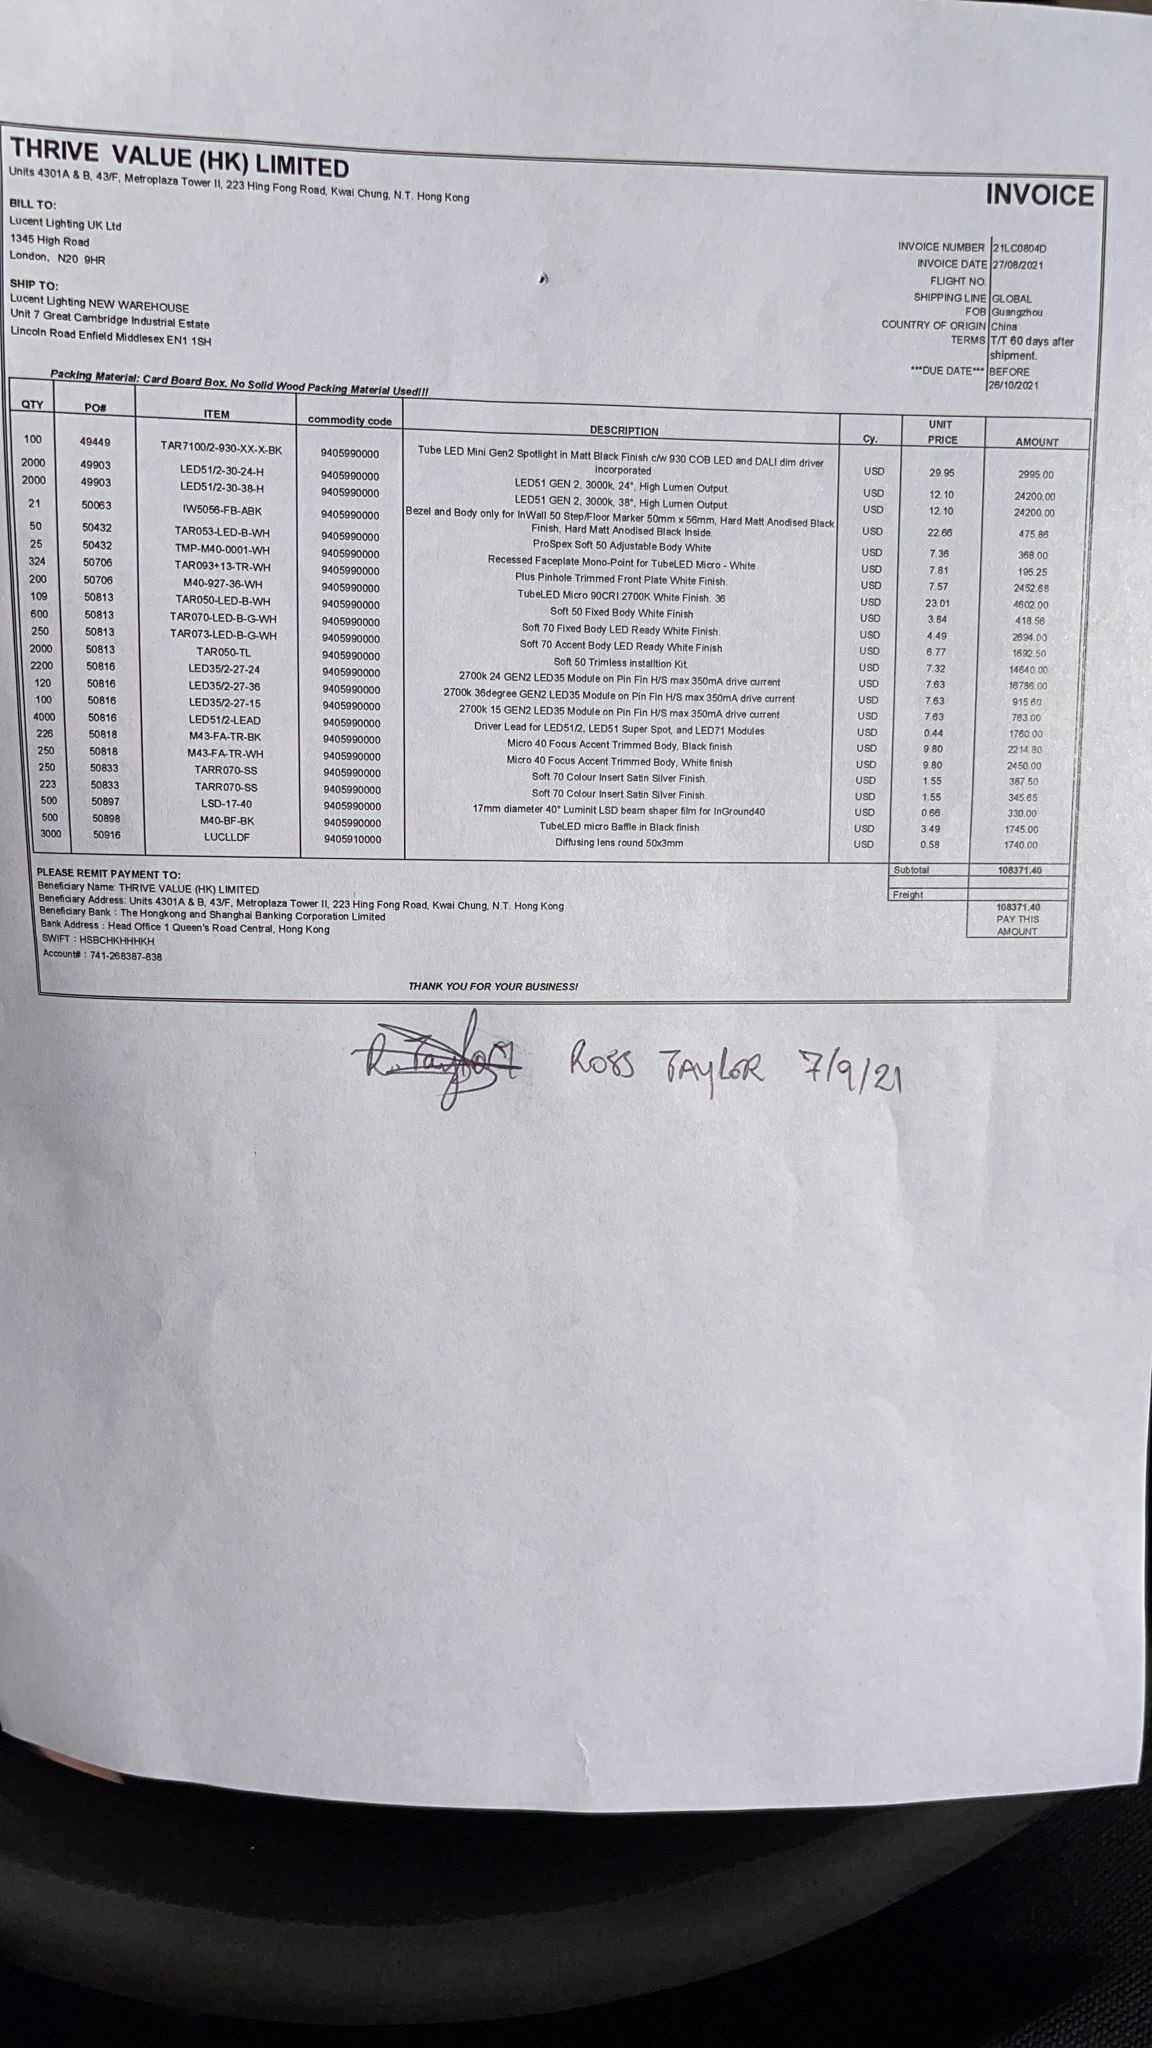 THRIVE VALUE (HK) LIMITED
Units 4301A & B, 43/F, Metroplaza Tower II, 223 Hing Fong Road, Kwai Chung, N.T. Hong Kong
INVOICE
BILL TO:
Lucent Lighting UK Ltd
1345 High Road
London, N20 9HR
SHIP TO:
Lucent Lighting NEW WAREHOUSE
Unit 7 Great Cambridge Industrial Estate
Lincoln Road Enfield Middlesex EN1 1SH
INVOICE NUMBER 21LC0804D
INVOICE DATE 27/08/2021
FLIGHT NO.
SHIPPING LINE GLOBAL
FOB Guangzhou
COUNTRY OF ORIGIN China
TERMS T/T 60 days after
shipment.
***DUE DATE*** BEFORE
26/10/2021
Packing Material: Card Board Box, No Solid Wood Packing Material Used!!!
QTY PO# ITEM commodity code DESCRIPTION Cy. UNIT PRICE AMOUNT
100 49449 TAR7100/2-930-XX-X-BK 9405990000 Tube LED Mini Gen2 Spotlight in Matt Black Finish c/w 930 COB LED and DALI dim driver incorporated USD 29.95 2995.00
2000 49903 LED51/2-30-24-H 9405990000 LED51 GEN 2, 3000k, 24°, High Lumen Output USD 12.10 24200.00
2000 49903 LED51/2-30-38-H 9405990000 LED51 GEN 2, 3000k, 38°, High Lumen Output USD 12.10 24200.00
21 50063 IW5056-FB-ABK 9405990000 Bezel and Body only for InWall 50 Step/Floor Marker 50mm x 56mm, Hard Matt Anodised Black Finish, Hard Matt Anodised Black Inside. USD 22.66 475.86
50 50432 TAR053-LED-B-WH 9405990000 ProSpex Soft 50 Adjustable Body White USD 7.36 368.00
25 50432 TMP-M40-0001-WH 9405990000 Recessed Faceplate Mono-Point for TubeLED Micro - White USD 7.81 195.25
324 50706 TAR093+13-TR-WH 9405990000 Plus Pinhole Trimmed Front Plate White Finish. USD 7.57 2452.68
200 50706 M40-927-36-WH 9405990000 TubeLED Micro 90CRI 2700K White Finish. 36 USD 23.01 4602.00
109 50813 TAR050-LED-B-WH 9405990000 Soft 50 Fixed Body White Finish USD 3.84 418.56
600 50813 TAR070-LED-B-G-WH 9405990000 Soft 70 Fixed Body LED Ready White Finish. USD 4.49 2694.00
250 50813 TAR073-LED-B-G-WH 9405990000 Soft 70 Accent Body LED Ready White Finish USD 6.77 1692.50
2000 50813 TAR050-TL 9405990000 Soft 50 Trimless installtion Kit. USD 7.32 14640.00
2200 50816 LED35/2-27-24 9405990000 2700k 24 GEN2 LED35 Module on Pin Fin H/S max 350mA drive current USD 7.63 16786.00
120 50816 LED35/2-27-36 9405990000 2700k 36degree GEN2 LED35 Module on Pin Fin H/S max 350mA drive current USD 7.63 915.60
100 50816 LED35/2-27-15 9405990000 2700k 15 GEN2 LED35 Module on Pin Fin H/S max 350mA drive current USD 7.63 763.00
4000 50816 LED51/2-LEAD 9405990000 Driver Lead for LED51/2, LED51 Super Spot, and LED71 Modules USD 0.44 1760.00
226 50818 M43-FA-TR-BK 9405990000 Micro 40 Focus Accent Trimmed Body, Black finish USD 9.80 2214.80
250 50818 M43-FA-TR-WH 9405990000 Micro 40 Focus Accent Trimmed Body, White finish USD 9.80 2450.00
250 50833 TARR070-SS 9405990000 Soft 70 Colour Insert Satin Silver Finish. USD 1.55 387.50
223 50833 TARR070-SS 9405990000 Soft 70 Colour Insert Satin Silver Finish. USD 1.55 345.65
500 50897 LSD-17-40 9405990000 17mm diameter 40° Luminit LSD beam shaper film for InGround40 USD 0.66 330.00
500 50898 M40-BF-BK 9405990000 TubeLED micro Baffle in Black finish USD 3.49 1745.00
3000 50916 LUCLLDF 9405910000 Diffusing lens round 50x3mm USD 0.58 1740.00
Subtotal 108371.40
Freight
108371.40
PAY THIS
AMOUNT
PLEASE REMIT PAYMENT TO:
Beneficiary Name: THRIVE VALUE (HK) LIMITED
Beneficiary Address: Units 4301A & B, 43/F, Metroplaza Tower II, 223 Hing Fong Road, Kwai Chung, N.T. Hong Kong
Beneficiary Bank : The Hongkong and Shanghai Banking Corporation Limited
Bank Address : Head Office 1 Queen's Road Central, Hong Kong
SWIFT : HSBCHKHHHKH
Account# : 741-268387-838
THANK YOU FOR YOUR BUSINESS!
R. Taylor ROSS TAYLOR 7/9/21